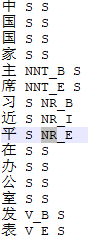 中 S S
国 S S
国 S S
家 S S
主 NNT_B S
席 NNT_E S
习 S NR_B
近 S NR_I
平 S NR_E
在 S S
办 S S
公 S S
室 S S
发 V_B S
表 V_E S